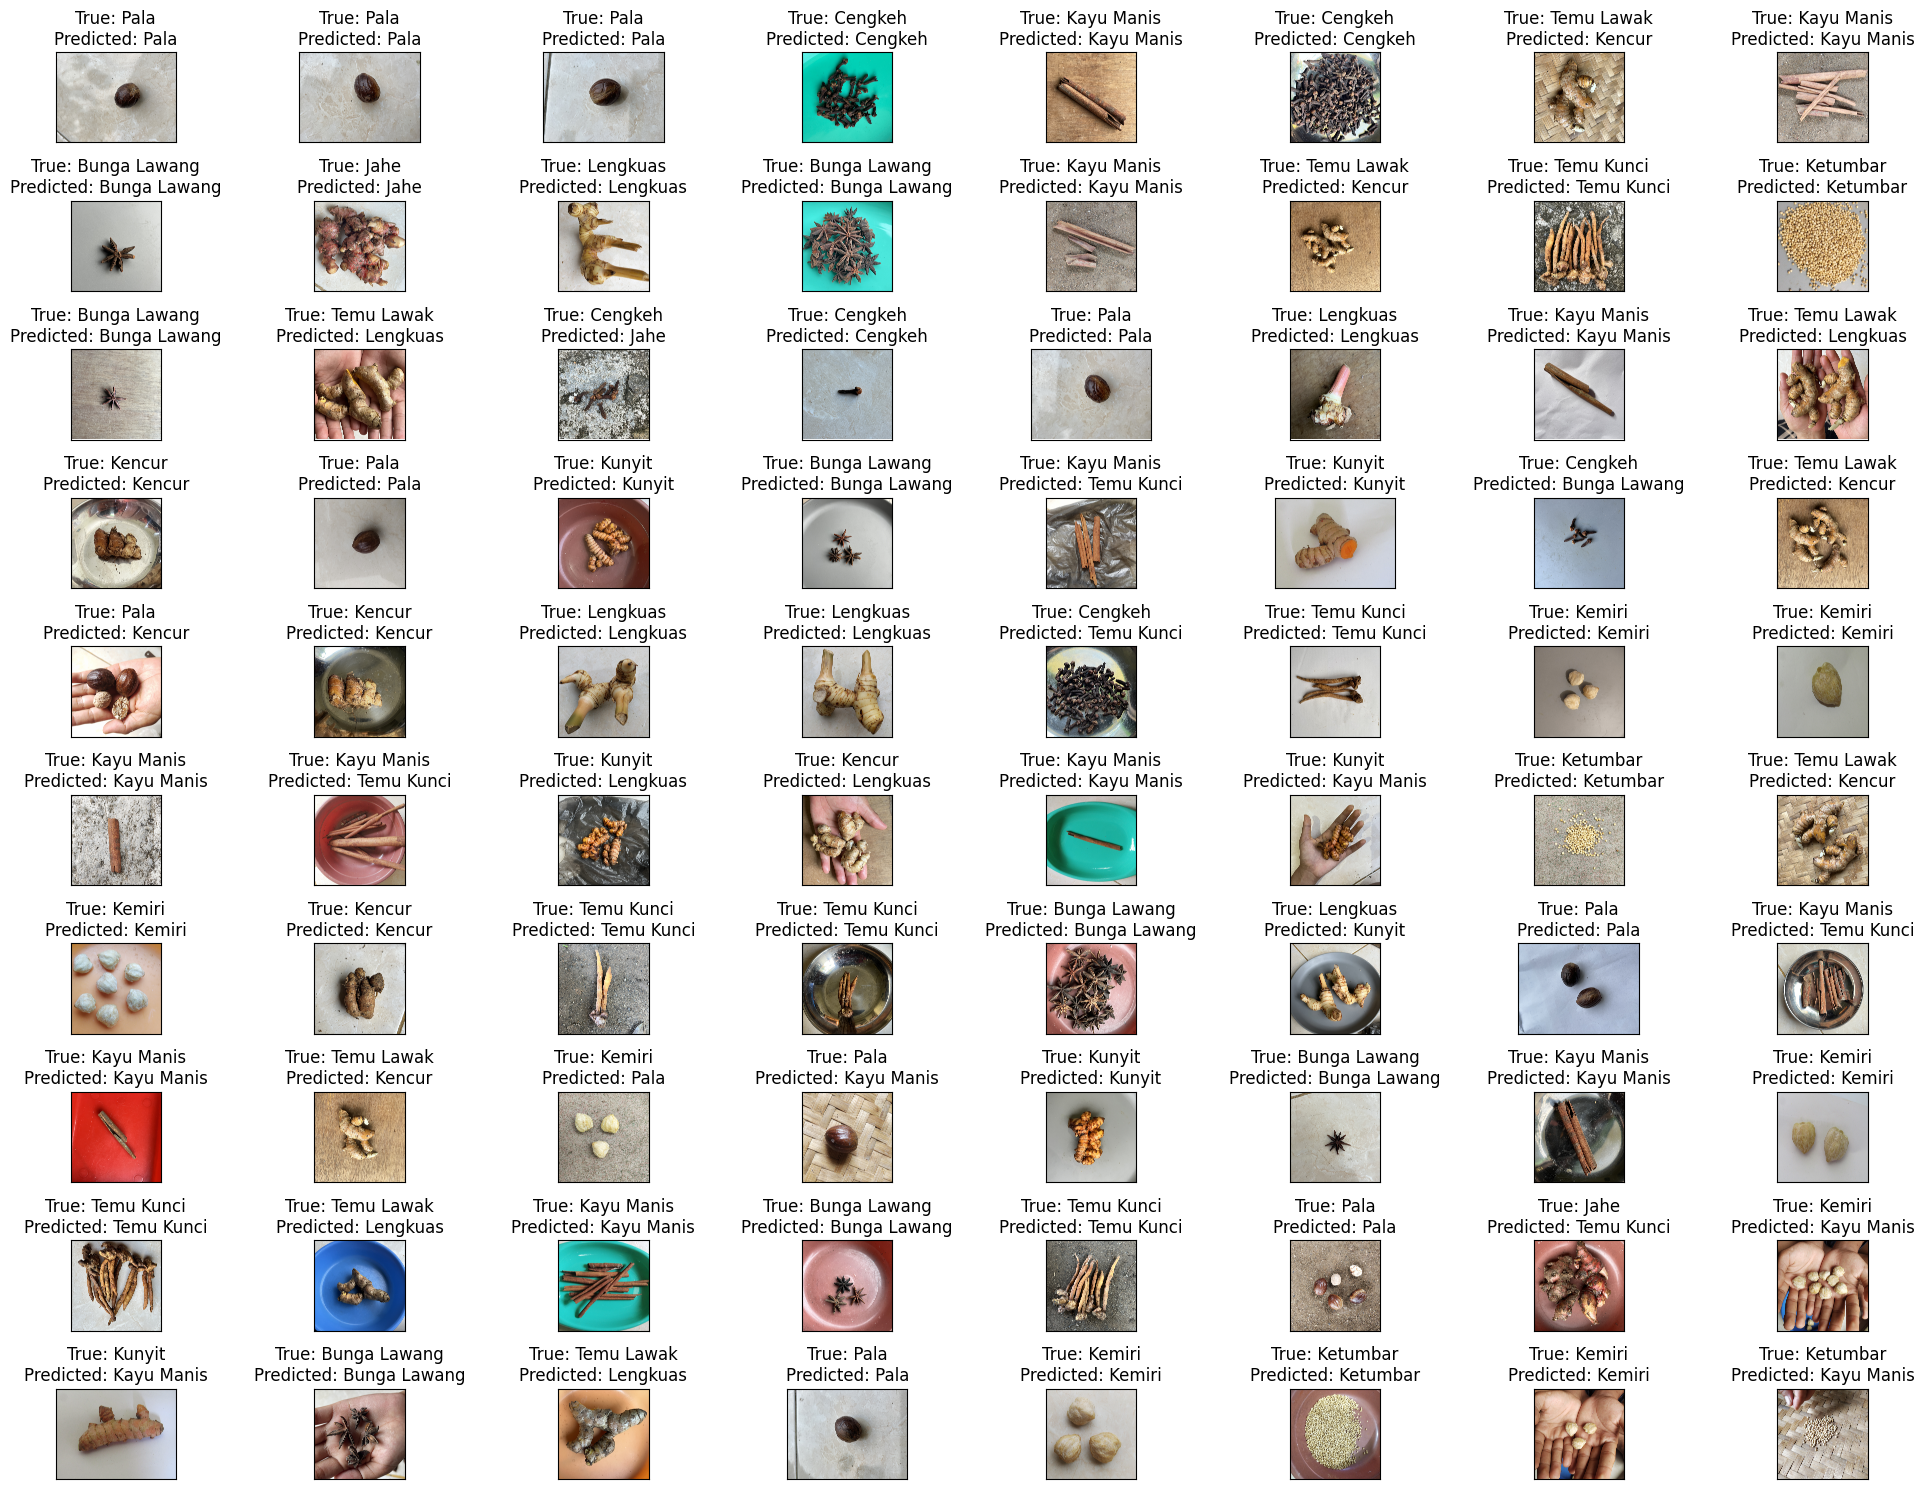 True: Pala
Predicted: Pala
True: Pala
Predicted: Pala
True: Pala
Predicted: Pala
True: Cengkeh
Predicted: Cengkeh
True: Kayu Manis
Predicted: Kayu Manis
True: Cengkeh
Predicted: Cengkeh
True: Temu Lawak
Predicted: Kencur
True: Kayu Manis
Predicted: Kayu Manis
True: Bunga Lawang
Predicted: Bunga Lawang
True: Jahe
Predicted: Jahe
True: Lengkuas
Predicted: Lengkuas
True: Bunga Lawang
Predicted: Bunga Lawang
True: Kayu Manis
Predicted: Kayu Manis
True: Temu Lawak
Predicted: Kencur
True: Temu Kunci
Predicted: Temu Kunci
True: Ketumbar
Predicted: Ketumbar
True: Bunga Lawang
Predicted: Bunga Lawang
True: Temu Lawak
Predicted: Lengkuas
True: Cengkeh
Predicted: Jahe
True: Cengkeh
Predicted: Cengkeh
True: Pala
Predicted: Pala
True: Lengkuas
Predicted: Lengkuas
True: Kayu Manis
Predicted: Kayu Manis
True: Temu Lawak
Predicted: Lengkuas
True: Kencur
Predicted: Kencur
True: Pala
Predicted: Pala
True: Kunyit
Predicted: Kunyit
True: Bunga Lawang
Predicted: Bunga Lawang
True: Kayu Manis
Predicted: Temu Kunci
True: Kunyit
Predicted: Kunyit
True: Cengkeh
Predicted: Bunga Lawang
True: Temu Lawak
Predicted: Kencur
True: Pala
Predicted: Kencur
True: Kencur
Predicted: Kencur
True: Lengkuas
Predicted: Lengkuas
True: Lengkuas
Predicted: Lengkuas
True: Cengkeh
Predicted: Temu Kunci
True: Temu Kunci
Predicted: Temu Kunci
True: Kemiri
Predicted: Kemiri
True: Kemiri
Predicted: Kemiri
True: Kayu Manis
Predicted: Kayu Manis
True: Kayu Manis
Predicted: Temu Kunci
True: Kunyit
Predicted: Lengkuas
True: Kencur
Predicted: Lengkuas
True: Kayu Manis
Predicted: Kayu Manis
True: Kunyit
Predicted: Kayu Manis
True: Ketumbar
Predicted: Ketumbar
True: Temu Lawak
Predicted: Kencur
True: Kemiri
Predicted: Kemiri
True: Kencur
Predicted: Kencur
True: Temu Kunci
Predicted: Temu Kunci
True: Temu Kunci
Predicted: Temu Kunci
True: Bunga Lawang
Predicted: Bunga Lawang
True: Lengkuas
Predicted: Kunyit
True: Pala
Predicted: Pala
True: Kayu Manis
Predicted: Temu Kunci
True: Kayu Manis
Predicted: Kayu Manis
True: Temu Lawak
Predicted: Kencur
True: Kemiri
Predicted: Pala
True: Pala
Predicted: Kayu Manis
True: Kunyit
Predicted: Kunyit
True: Bunga Lawang
Predicted: Bunga Lawang
True: Kayu Manis
Predicted: Kayu Manis
True: Kemiri
Predicted: Kemiri
True: Temu Kunci
Predicted: Temu Kunci
True: Temu Lawak
Predicted: Lengkuas
True: Kayu Manis
Predicted: Kayu Manis
True: Bunga Lawang
Predicted: Bunga Lawang
True: Temu Kunci
Predicted: Temu Kunci
True: Pala
Predicted: Pala
True: Jahe
Predicted: Temu Kunci
True: Kemiri
Predicted: Kayu Manis
True: Kunyit
Predicted: Kayu Manis
True: Bunga Lawang
Predicted: Bunga Lawang
True: Temu Lawak
Predicted: Lengkuas
True: Pala
Predicted: Pala
True: Kemiri
Predicted: Kemiri
True: Ketumbar
Predicted: Ketumbar
True: Kemiri
Predicted: Kemiri
True: Ketumbar
Predicted: Kayu Manis